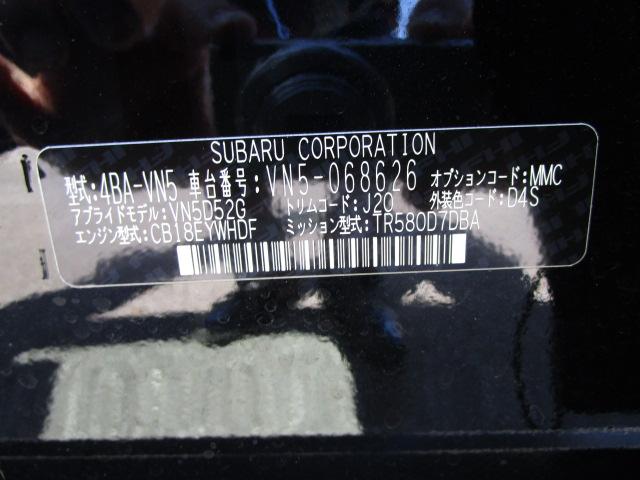 SUBARU CORPORATION
型式:4BA-VN5 車台番号:VN5-068626 オプションコード:MMC
アプライドモデル:VN5D52G トリムコード:J20 外装色コード:D4S
エンジン型式:CB18EYWHDF ミッション型式:TR580D7DBA